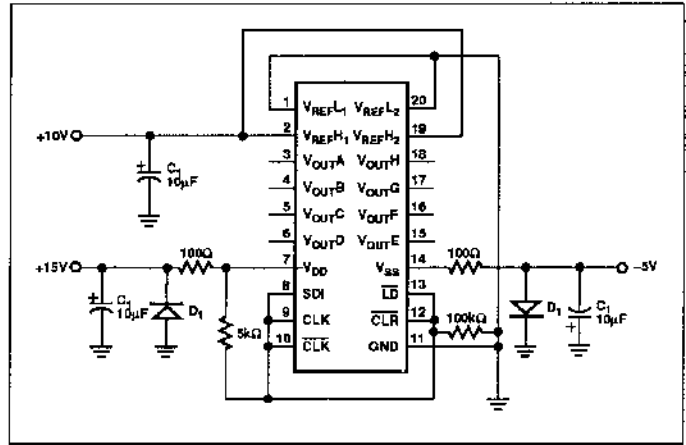 1 VREFL1 VREFL2 20
+10V 2 VREFH1 VREFH2 19
3 VOUTA VOUTH 18
+ C1 10µF
4 VOUTB VOUTG 17
5 VOUTC VOUTF 16
6 VOUTD VOUTE 15
+15V 100Ω 7 VDD VSS 14 100Ω −5V
8 SDI LD 13
+ C1 10µF D1 5kΩ 9 CLK CLR 12 100kΩ D1 C1 10µF +
10 CLK GND 11